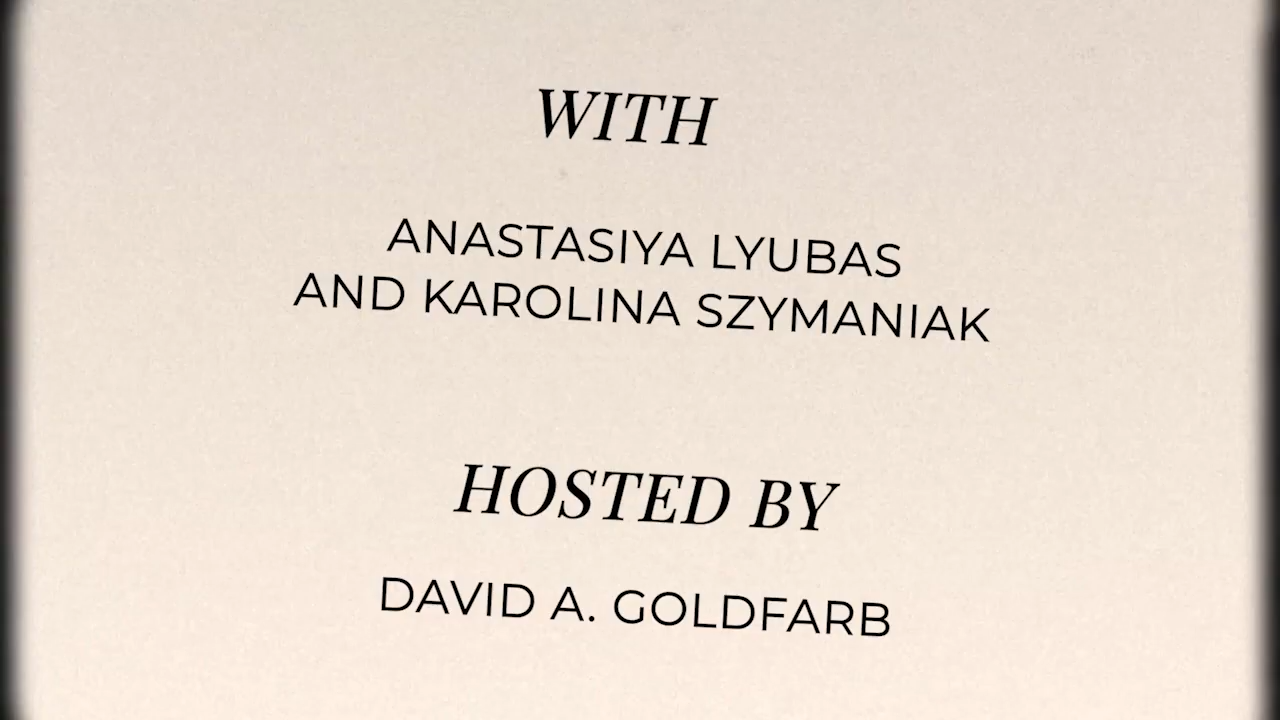 WITH
ANASTASIYA LYUBAS
AND KAROLINA SZYMANIAK
HOSTED BY
DAVID A. GOLDFARB